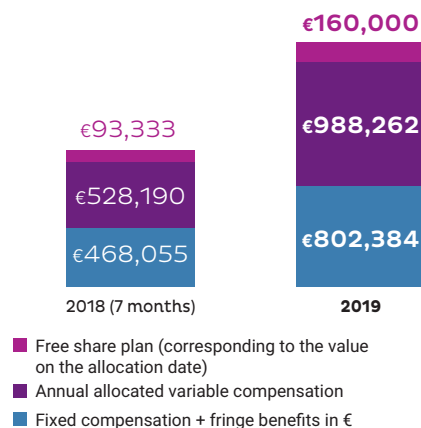 €160,000
€93,333
€988,262
€528,190
€802,384
€468,055
2018 (7 months)
2019
Free share plan (corresponding to the value
on the allocation date)
Annual allocated variable compensation
Fixed compensation + fringe benefits in €